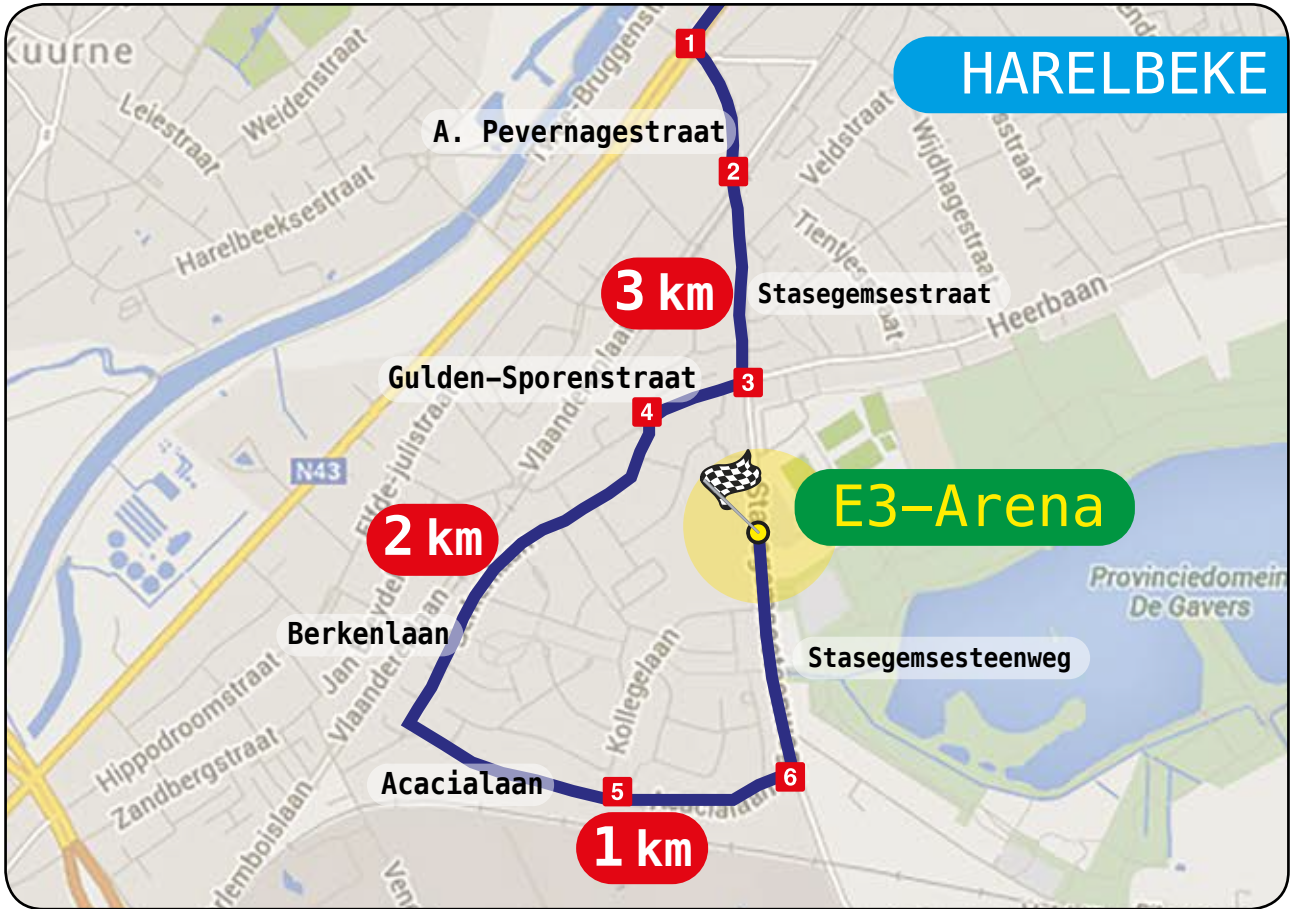 HARELBEKE
Kuurne
1
Weidenstraat
Leiestraat
A. Pevernagestraat
Veldstraat
Wijdhagestraat
2
Harelbeeksestraat
3 km
Stasegemsestraat
Heerbaan
Gulden-Sporenstraat
3
4
N43
E3-Arena
2 km
Provinciedomein
De Gavers
Berkenlaan
Stasegemsesteenweg
Kollegelaan
Hippodroomstraat
Zandbergstraat
Acacialaan
5
Acacialaan
6
1 km